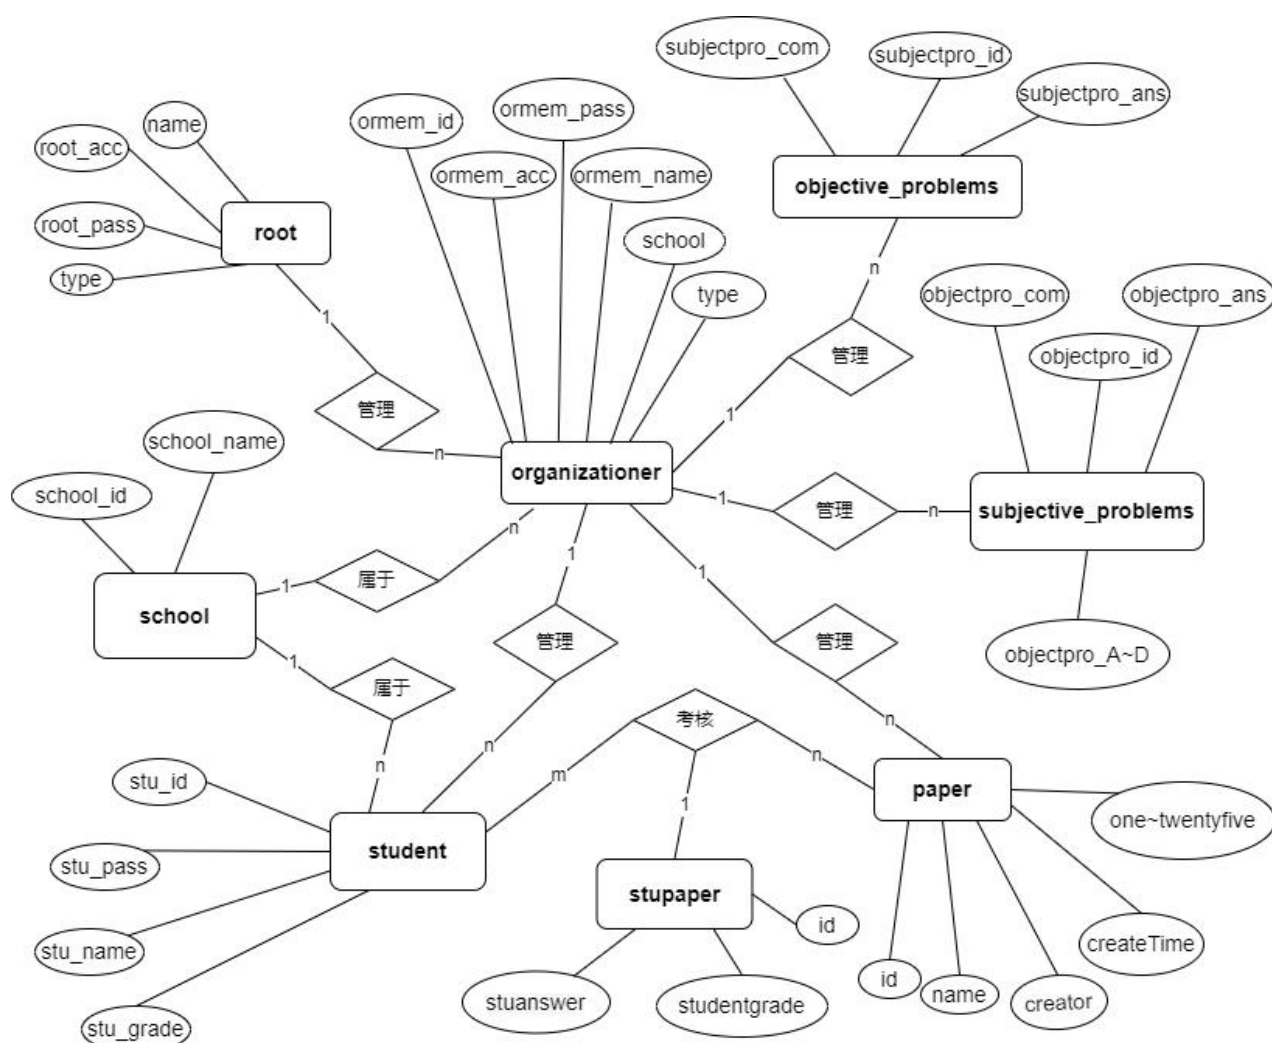 subjectpro_com
subjectpro_id
subjectpro_ans
objective_problems
name
root_acc
root_pass
type
root
ormem_id
ormem_pass
ormem_acc
ormem_name
school
type
1
管理
n
n
管理
1
objectpro_com
objectpro_ans
objectpro_id
organizationer
1
管理
n
subjective_problems
objectpro_A~D
school_name
school_id
school
1
属于
n
1
属于
n
1
管理
n
1
管理
n
m
考核
n
1
stu_id
stu_pass
stu_name
stu_grade
student
stupaper
id
stuanswer
studentgrade
paper
one~twentyfive
createTime
id
name
creator